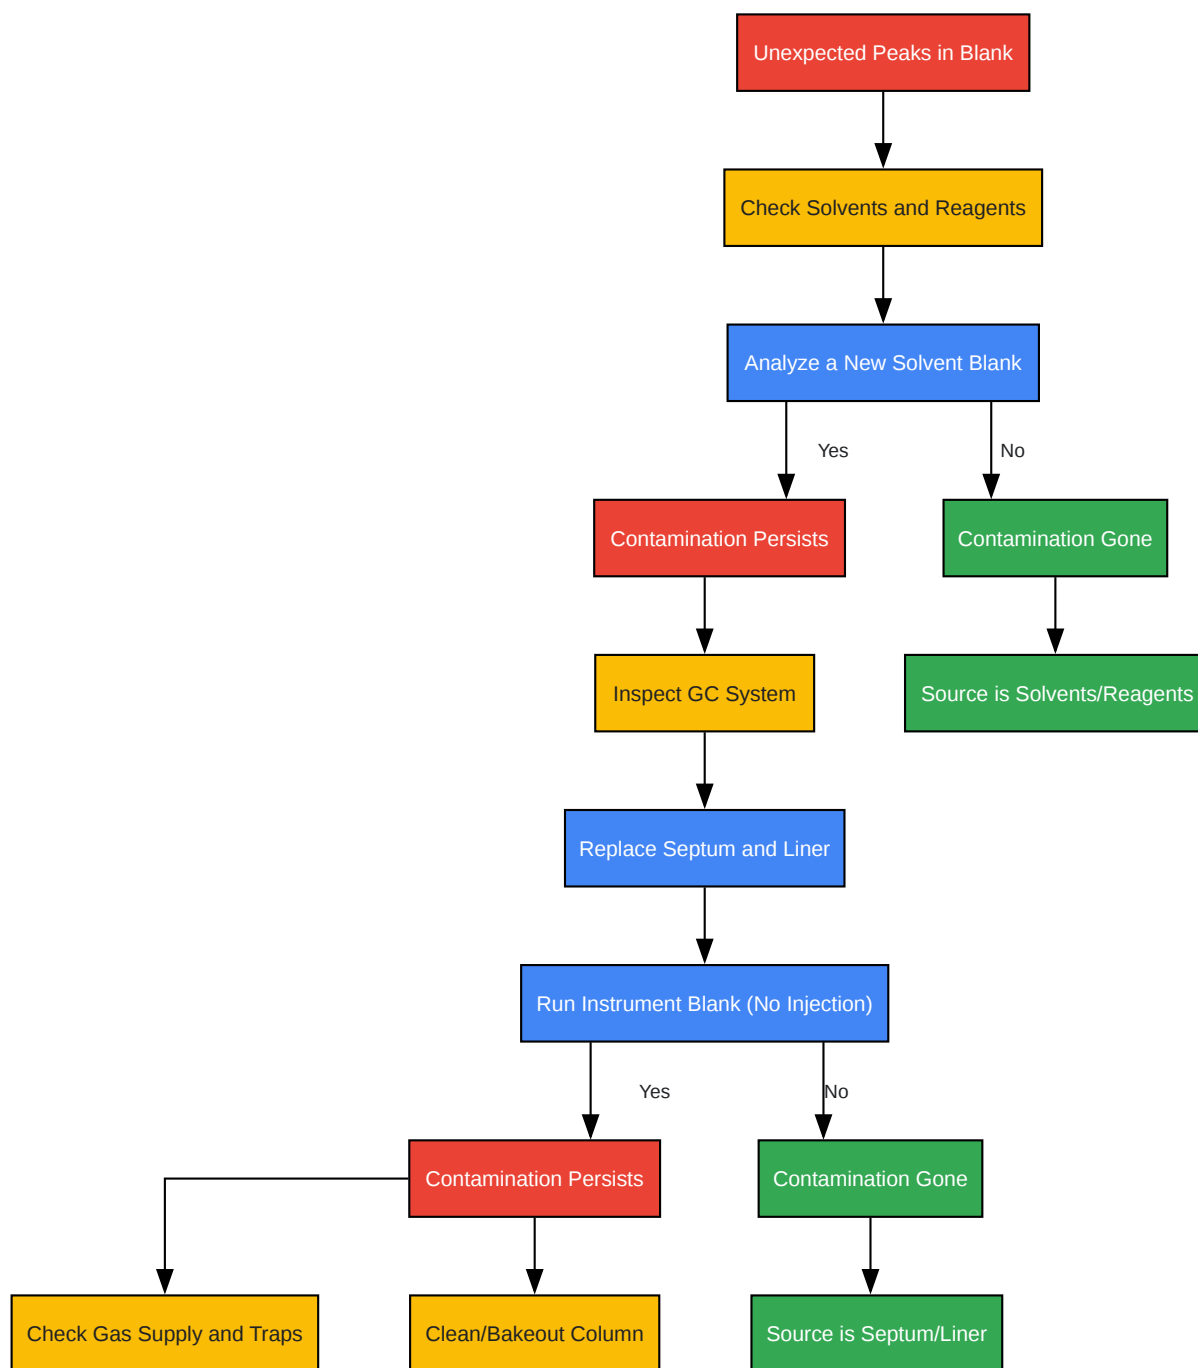 Unexpected Peaks in Blank
Check Solvents and Reagents
Analyze a New Solvent Blank
Yes
No
Contamination Persists
Contamination Gone
Inspect GC System
Source is Solvents/Reagents
Replace Septum and Liner
Run Instrument Blank (No Injection)
Yes
No
Contamination Persists
Contamination Gone
Check Gas Supply and Traps
Clean/Bakeout Column
Source is Septum/Liner